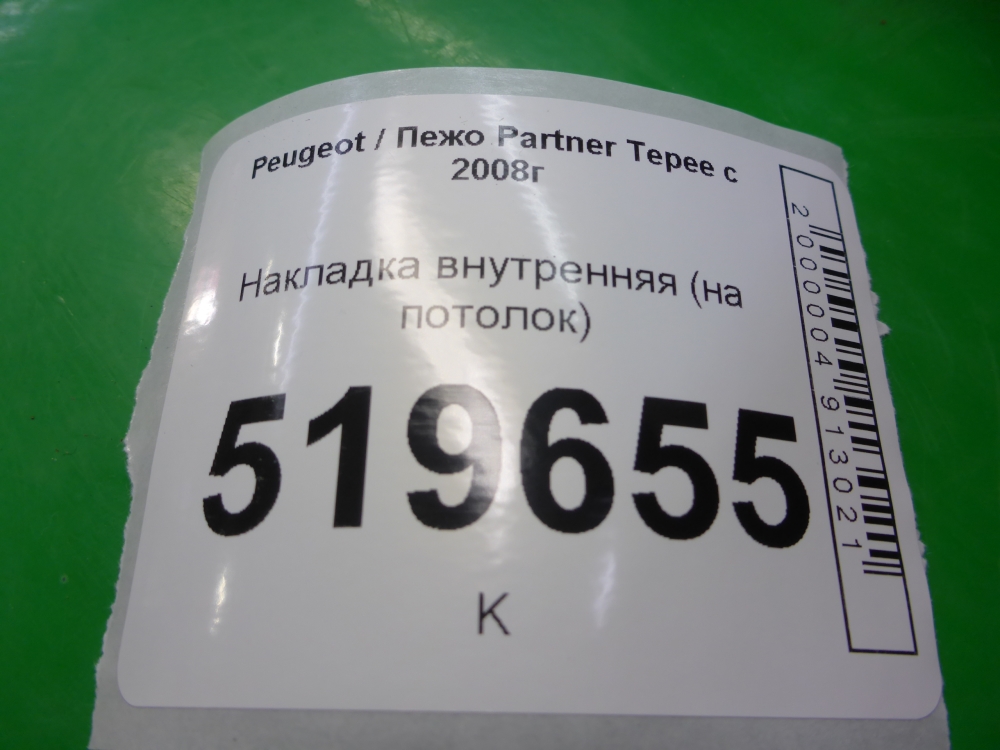 Peugeot / Пежо Partner Tepee с
2008г
Накладка внутренняя (на
потолок)
519655
К
2000004913021